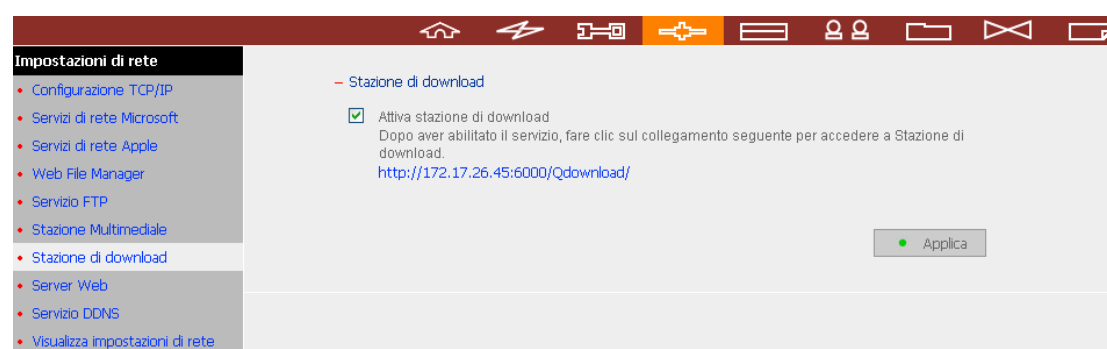 Impostazioni di rete
Configurazione TCP/IP
Servizi di rete Microsoft
Servizi di rete Apple
Web File Manager
Servizio FTP
Stazione Multimediale
Stazione di download
Server Web
Servizio DDNS
Visualizza impostazioni di rete
Stazione di download
Attiva stazione di download
Dopo aver abilitato il servizio, fare clic sul collegamento seguente per accedere a Stazione di
download.
http://172.17.26.45:6000/Qdownload/
Applica